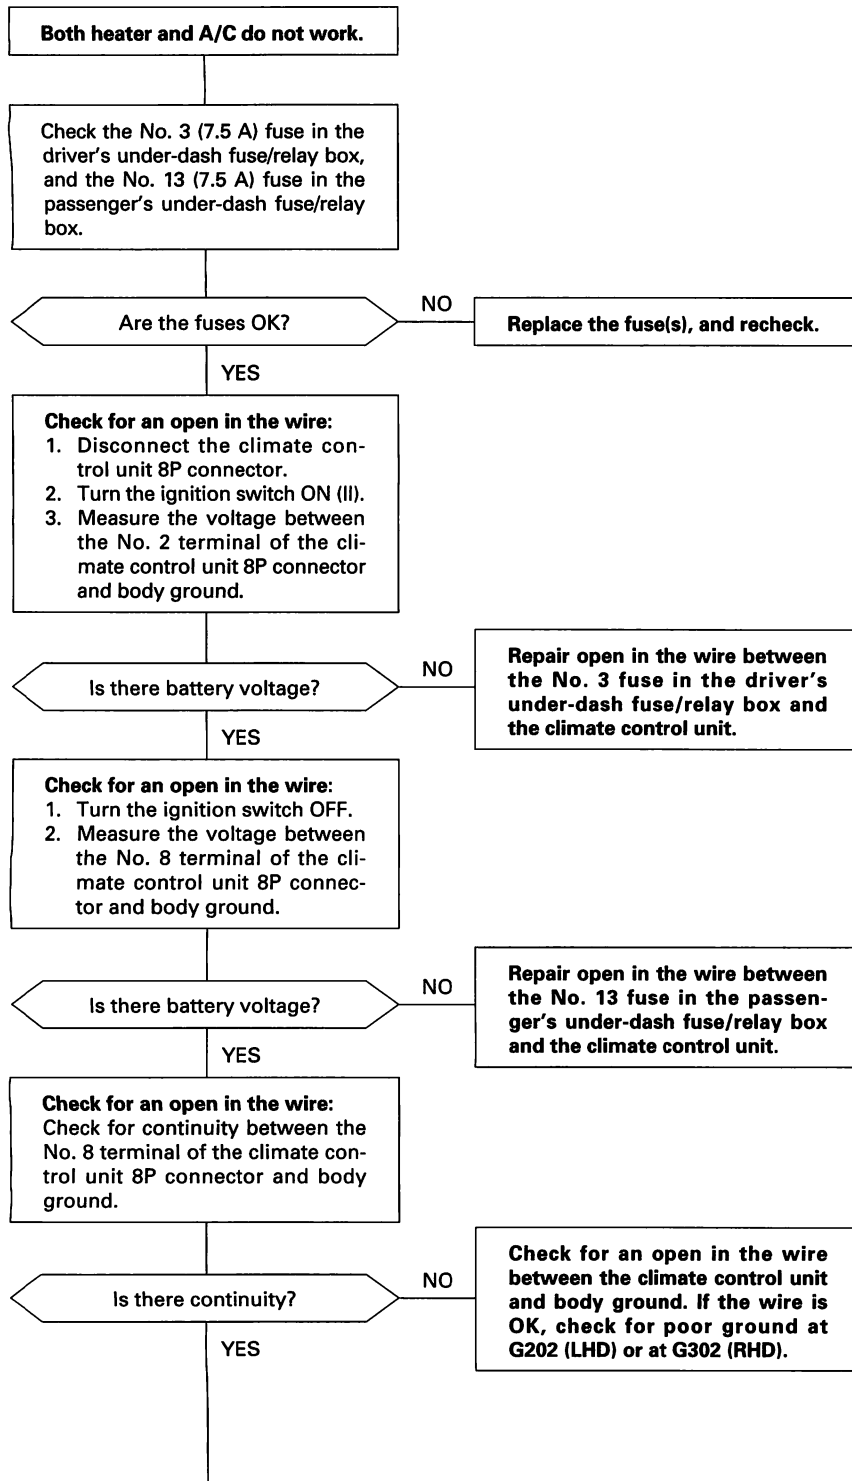 Both heater and A/C do not work.
Check the No. 3 (7.5 A) fuse in the
driver's under-dash fuse/relay box,
and the No. 13 (7.5 A) fuse in the
passenger's under-dash fuse/relay
box.
Are the fuses OK?
NO
Replace the fuse(s), and recheck.
YES
Check for an open in the wire:
1. Disconnect the climate con-
trol unit 8P connector.
2. Turn the ignition switch ON (II).
3. Measure the voltage between
the No. 2 terminal of the cli-
mate control unit 8P connector
and body ground.
Is there battery voltage?
NO
Repair open in the wire between
the No. 3 fuse in the driver's
under-dash fuse/relay box and
the climate control unit.
YES
Check for an open in the wire:
1. Turn the ignition switch OFF.
2. Measure the voltage between
the No. 8 terminal of the cli-
mate control unit 8P connec-
tor and body ground.
Is there battery voltage?
NO
Repair open in the wire between
the No. 13 fuse in the passen-
ger's under-dash fuse/relay box
and the climate control unit.
YES
Check for an open in the wire:
Check for continuity between the
No. 8 terminal of the climate con-
trol unit 8P connector and body
ground.
Is there continuity?
NO
Check for an open in the wire
between the climate control unit
and body ground. If the wire is
OK, check for poor ground at
G202 (LHD) or at G302 (RHD).
YES